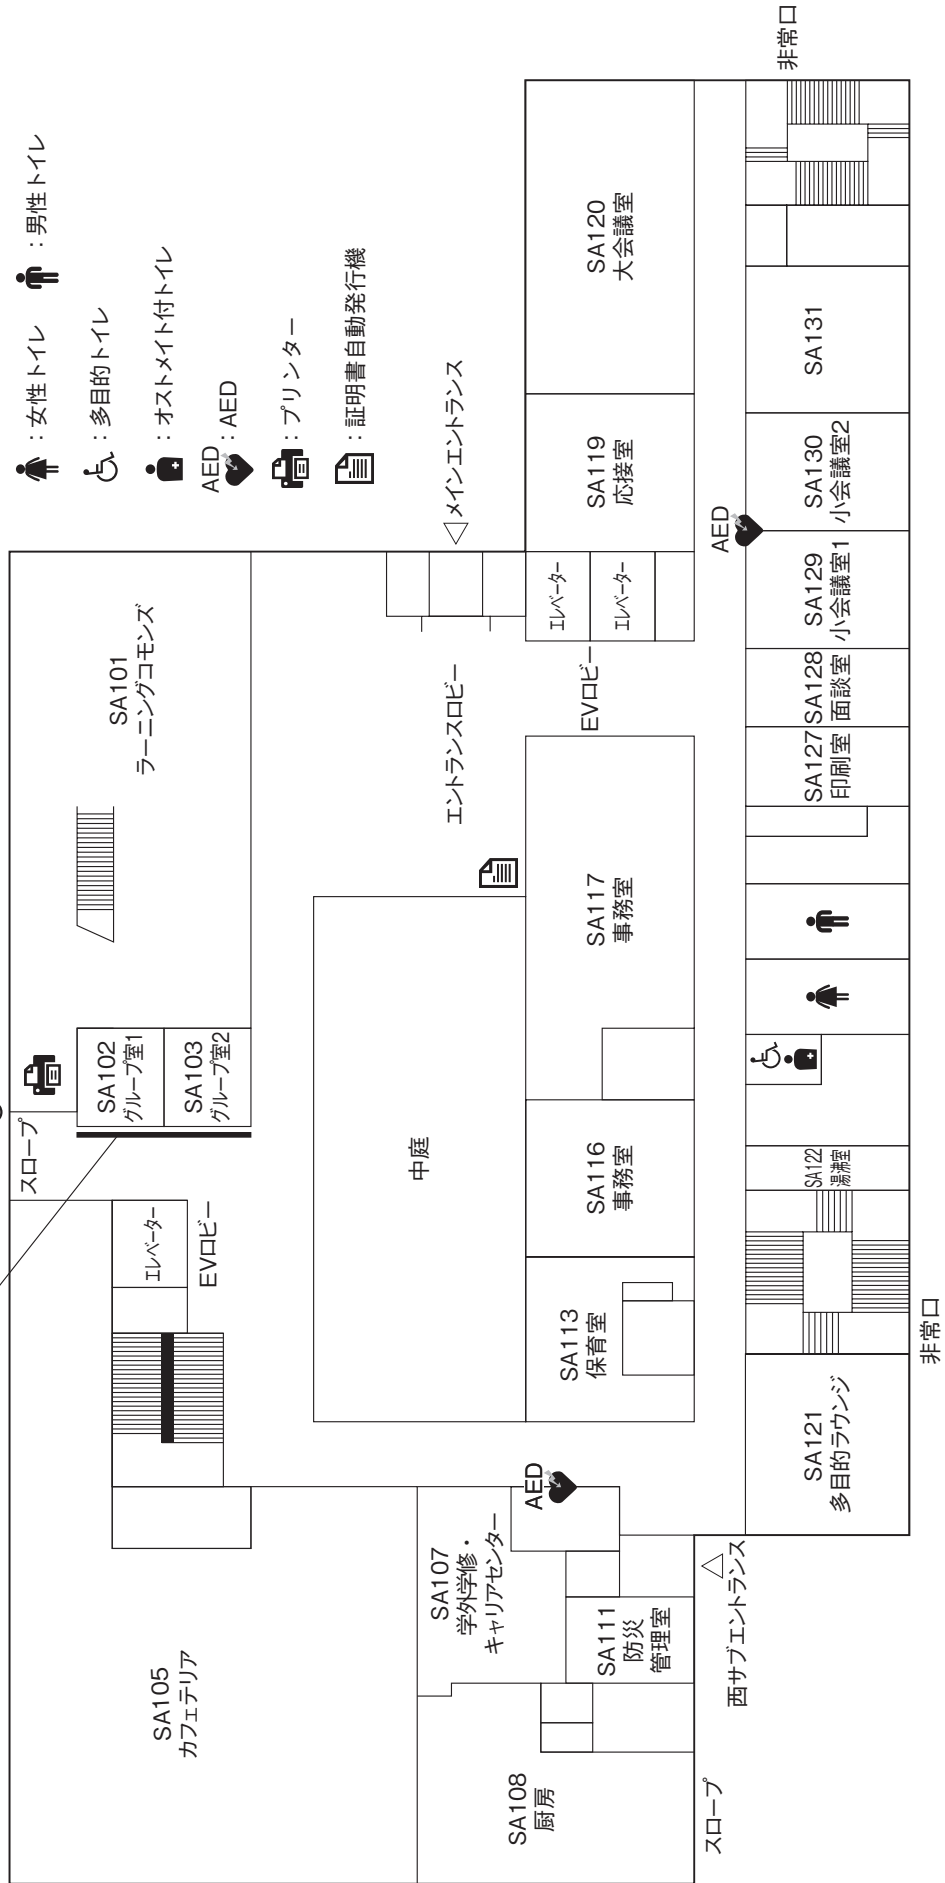 ：女性トイレ
：男性トイレ
：多目的トイレ
：オストメイト付トイレ
AED
：AED
：プリンター
：証明書自動発行機
スロープ
SA101
ラーニングコモンズ
SA102
グループ室1
SA103
グループ室2
エレベーター
EVロビー
SA105
カフェテリア
メインエントランス
エントランスロビー
中庭
SA107
学外学修・
キャリアセンター
AED
SA108
厨房
SA111
防災
管理室
SA113
保育室
SA116
事務室
SA117
事務室
EVロビー
エレベーター
エレベーター
SA119
応接室
SA120
大会議室
スロープ
西サブエントランス
AED
SA121
多目的ラウンジ
SA122
湯沸室
SA127
印刷室
SA128
面談室
SA129
小会議室1
SA130
小会議室2
SA131
非常口
非常口